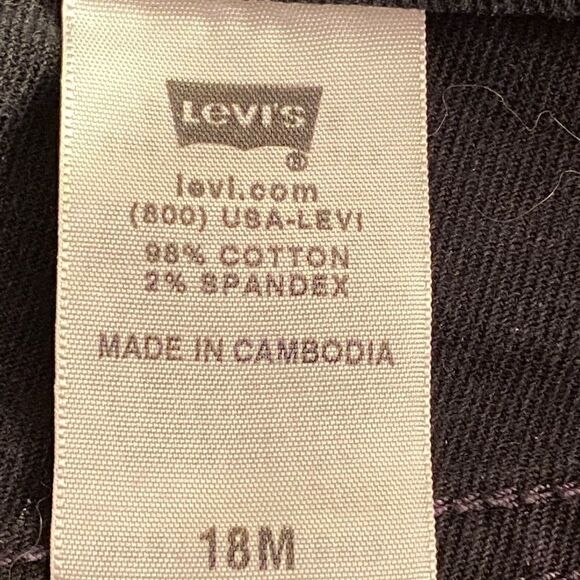 LEVI'S
®
levi.com
(800) USA-LEVI
98% COTTON
2% SPANDEX
MADE IN CAMBODIA
18M